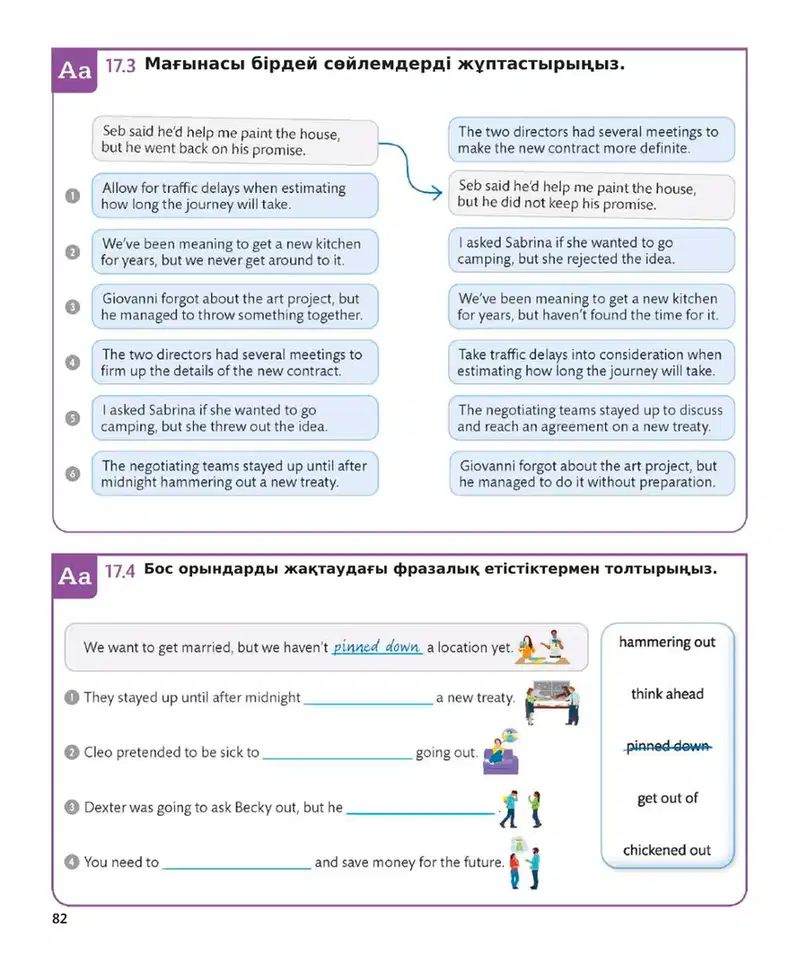 Aa 17.3 Мағынасы бірдей сөйлемдерді жұптастырыңыз.
Seb said he'd help me paint the house,
but he went back on his promise.
1 Allow for traffic delays when estimating
how long the journey will take.
2 We've been meaning to get a new kitchen
for years, but we never get around to it.
3 Giovanni forgot about the art project, but
he managed to throw something together.
4 The two directors had several meetings to
firm up the details of the new contract.
5 I asked Sabrina if she wanted to go
camping, but she threw out the idea.
6 The negotiating teams stayed up until after
midnight hammering out a new treaty.
The two directors had several meetings to
make the new contract more definite.
Seb said he'd help me paint the house,
but he did not keep his promise.
I asked Sabrina if she wanted to go
camping, but she rejected the idea.
We've been meaning to get a new kitchen
for years, but haven't found the time for it.
Take traffic delays into consideration when
estimating how long the journey will take.
The negotiating teams stayed up to discuss
and reach an agreement on a new treaty.
Giovanni forgot about the art project, but
he managed to do it without preparation.
Aa 17.4 Бос орындарды жақтаудағы фразалық етістіктермен толтырыңыз.
We want to get married, but we haven't pinned down a location yet.
1 They stayed up until after midnight ____ a new treaty.
2 Cleo pretended to be sick to ____ going out.
3 Dexter was going to ask Becky out, but he ____ .
4 You need to ____ and save money for the future.
hammering out
think ahead
pinned down
get out of
chickened out
82